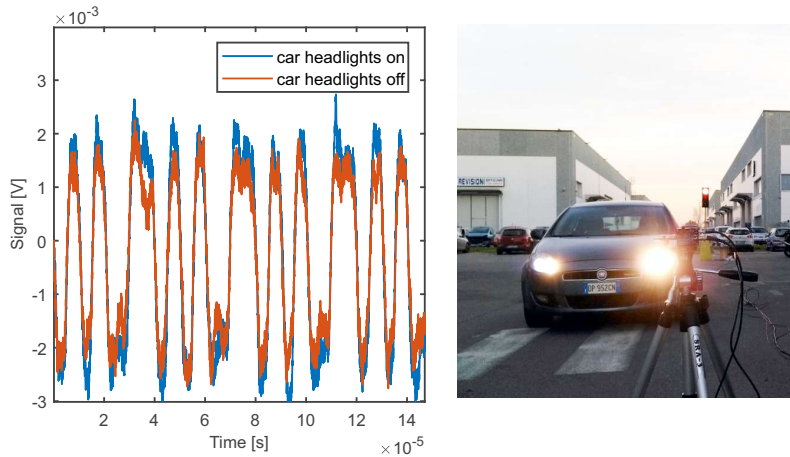 ×10⁻³
car headlights on
car headlights off
3
2
1
0
-1
-2
-3
Signal [V]
2
4
6
8
10
12
14
Time [s]
×10⁻⁵
REVISIONI
DP 952CN